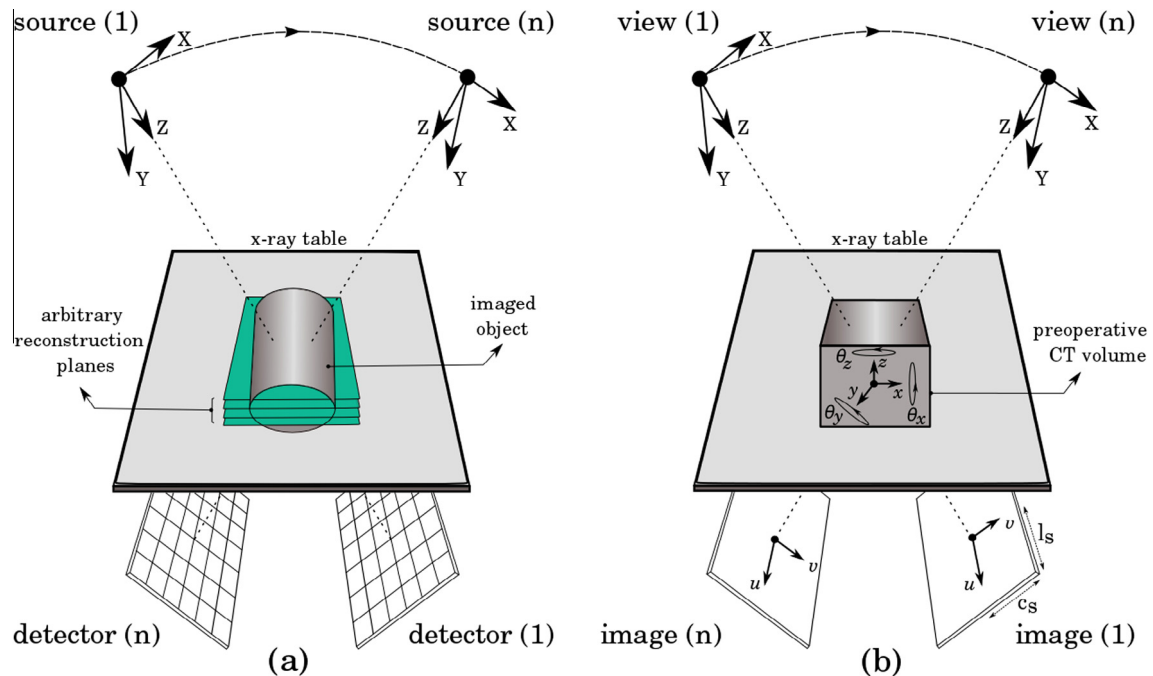 source (1)
source (n)
X
Z
Y
X
Z
Y
x-ray table
arbitrary
reconstruction
planes
imaged
object
detector (n)
detector (1)
(a)
view (1)
view (n)
X
Z
Y
X
Z
Y
x-ray table
preoperative
CT volume
θz
z
y
x
θy
θx
u
v
u
v
ls
cs
image (n)
image (1)
(b)